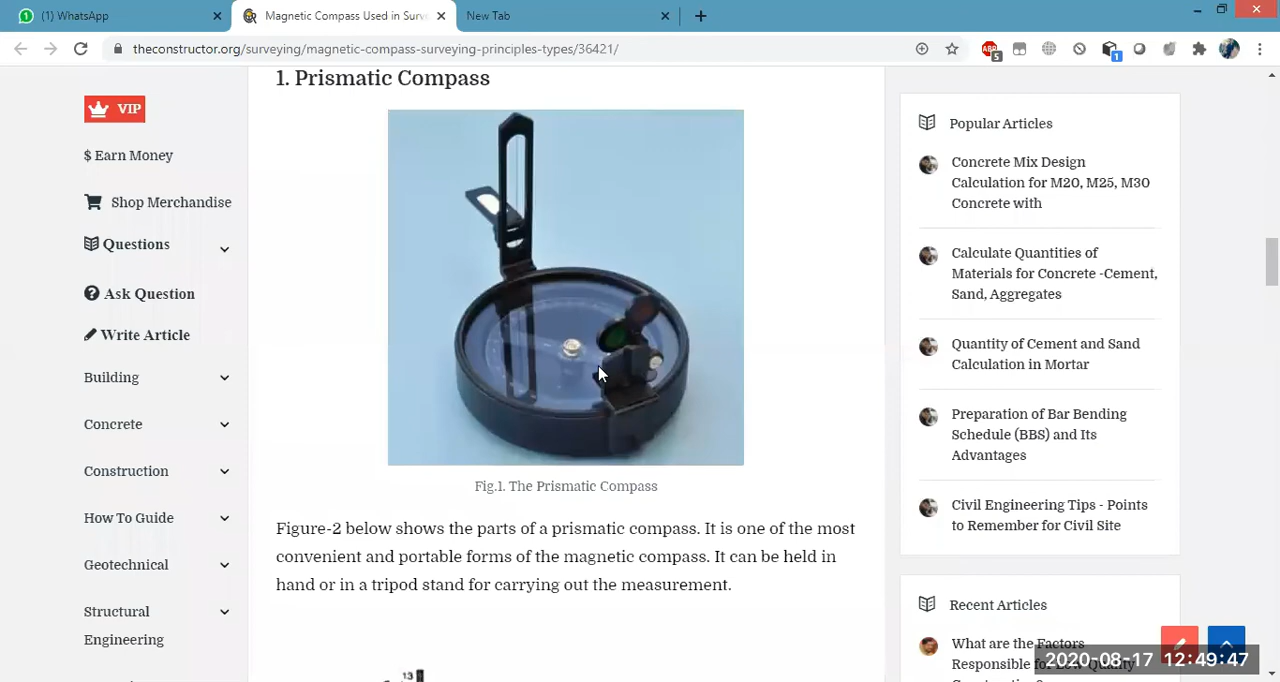 (1) WhatsApp
Magnetic Compass Used in Surv
New Tab
theconstructor.org/surveying/magnetic-compass-surveying-principles-types/36421/
5
1
VIP
$ Earn Money
Shop Merchandise
Questions
Ask Question
Write Article
Building
Concrete
Construction
How To Guide
Geotechnical
Structural
Engineering
1. Prismatic Compass
Fig.1. The Prismatic Compass
Figure-2 below shows the parts of a prismatic compass. It is one of the most
convenient and portable forms of the magnetic compass. It can be held in
hand or in a tripod stand for carrying out the measurement.
13
Popular Articles
Concrete Mix Design
Calculation for M20, M25, M30
Concrete with
Calculate Quantities of
Materials for Concrete -Cement,
Sand, Aggregates
Quantity of Cement and Sand
Calculation in Mortar
Preparation of Bar Bending
Schedule (BBS) and Its
Advantages
Civil Engineering Tips - Points
to Remember for Civil Site
Recent Articles
What are the Factors
Responsible for Low Quality
2020-08-17 12:49:47